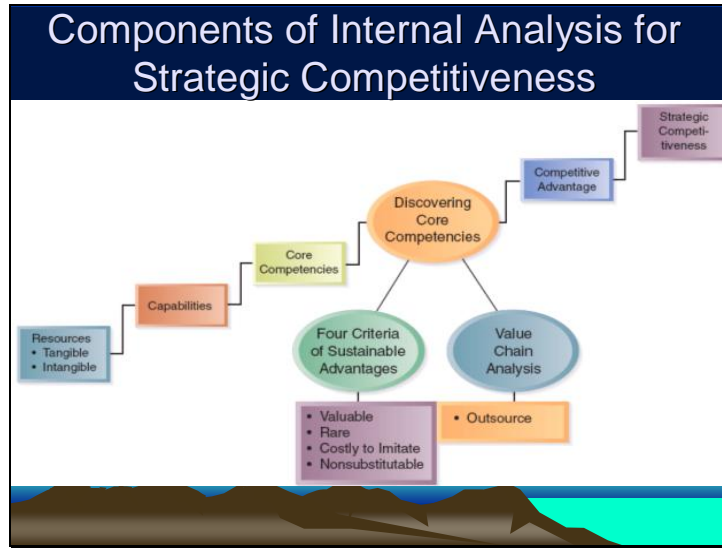 Components of Internal Analysis for
Strategic Competitiveness
Strategic
Competi-
tiveness
Competitive
Advantage
Discovering
Core
Competencies
Core
Competencies
Capabilities
Resources
• Tangible
• Intangible
Four Criteria
of Sustainable
Advantages
Value
Chain
Analysis
• Valuable
• Rare
• Costly to Imitate
• Nonsubstitutable
• Outsource